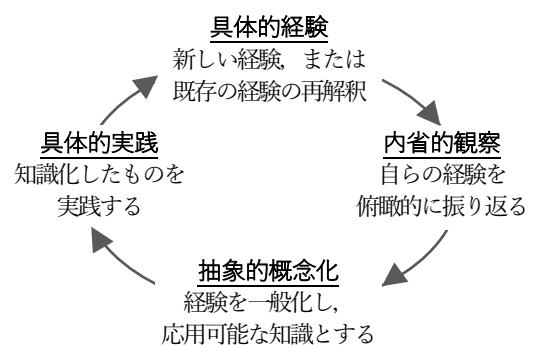 具体的経験
新しい経験，または
既存の経験の再解釈
内省的観察
自らの経験を
俯瞰的に振り返る
抽象的概念化
経験を一般化し，
応用可能な知識とする
具体的実践
知識化したものを
実践する